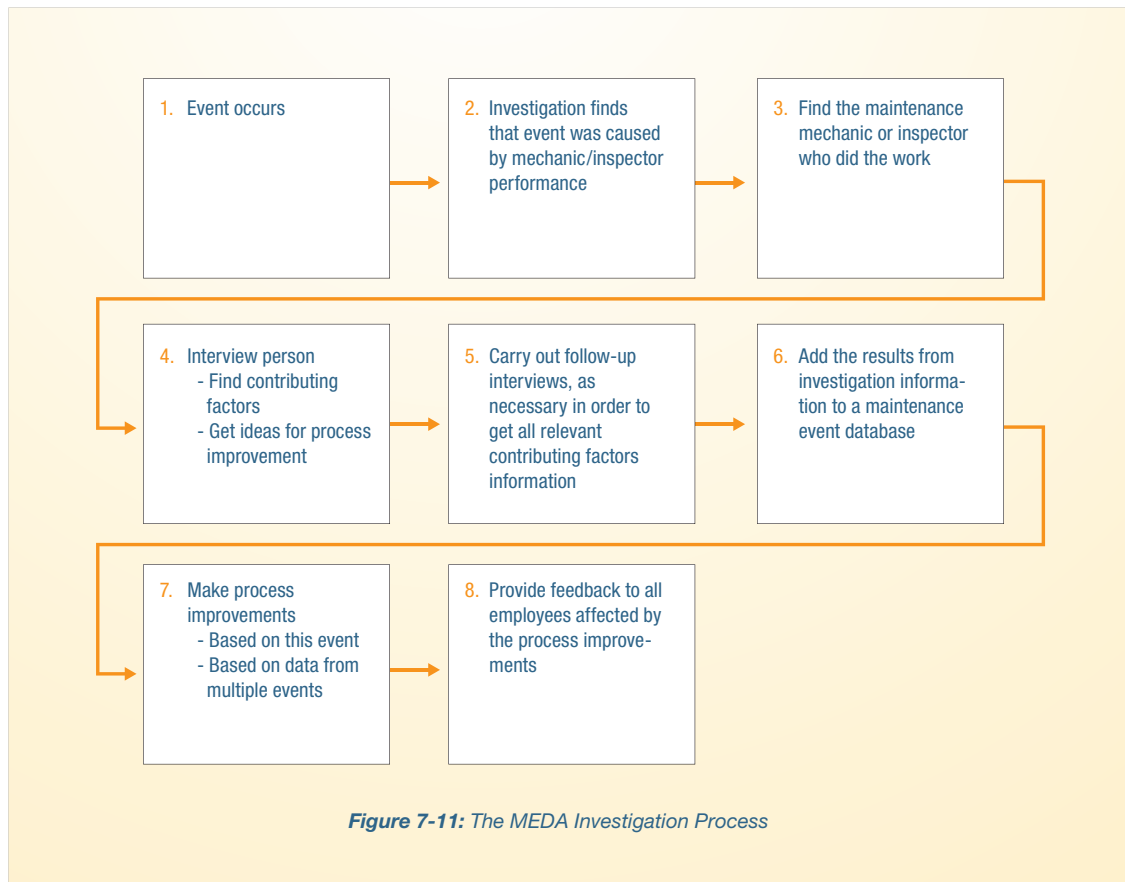 1. Event occurs
2. Investigation finds
that event was caused
by mechanic/inspector
performance
3. Find the maintenance
mechanic or inspector
who did the work
4. Interview person
- Find contributing
factors
- Get ideas for process
improvement
5. Carry out follow-up
interviews, as
necessary in order to
get all relevant
contributing factors
information
6. Add the results from
investigation informa-
tion to a maintenance
event database
7. Make process
improvements
- Based on this event
- Based on data from
multiple events
8. Provide feedback to all
employees affected by
the process improve-
ments
Figure 7-11: The MEDA Investigation Process